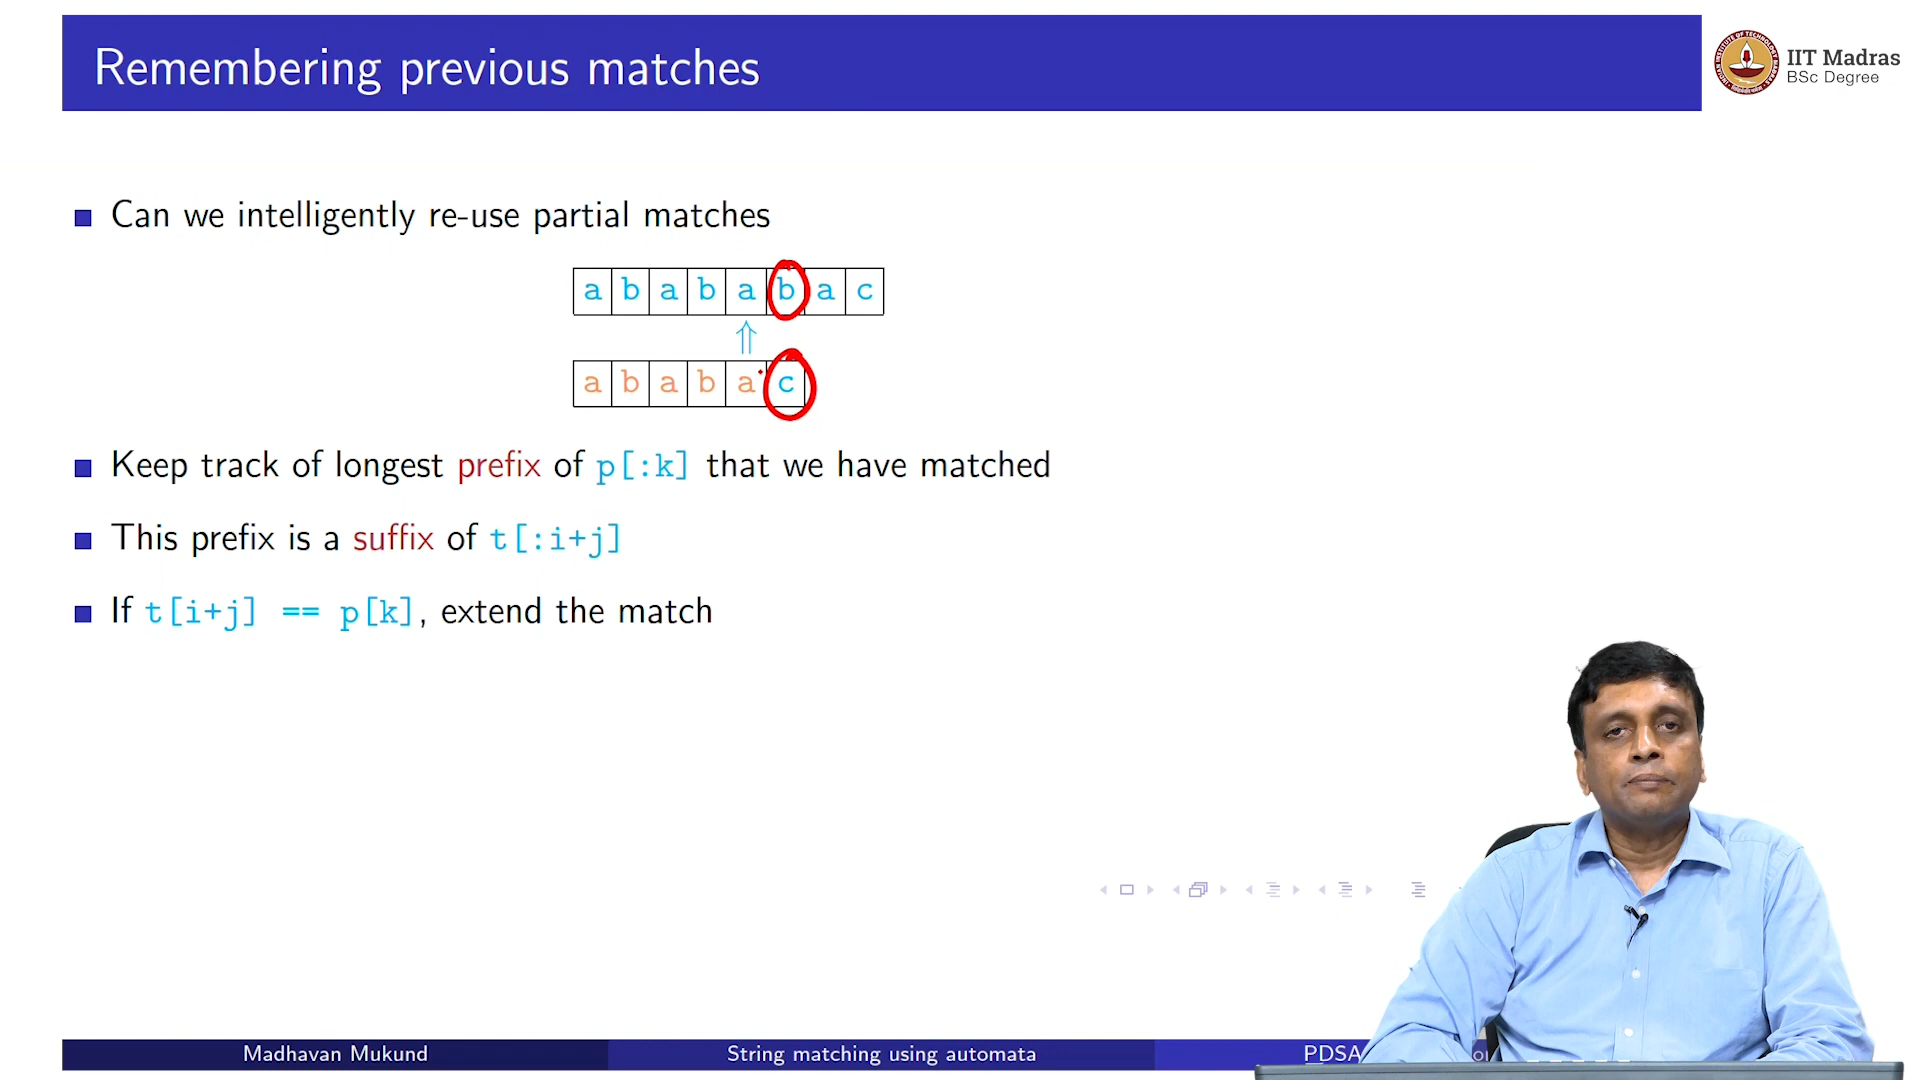 Remembering previous matches
IIT Madras
BSc Degree
Can we intelligently re-use partial matches
a b a b a b a c
a b a b a c
Keep track of longest prefix of p[:k] that we have matched
This prefix is a suffix of t[:i+j]
If t[i+j] == p[k], extend the match
Madhavan Mukund String matching using automata PDSA